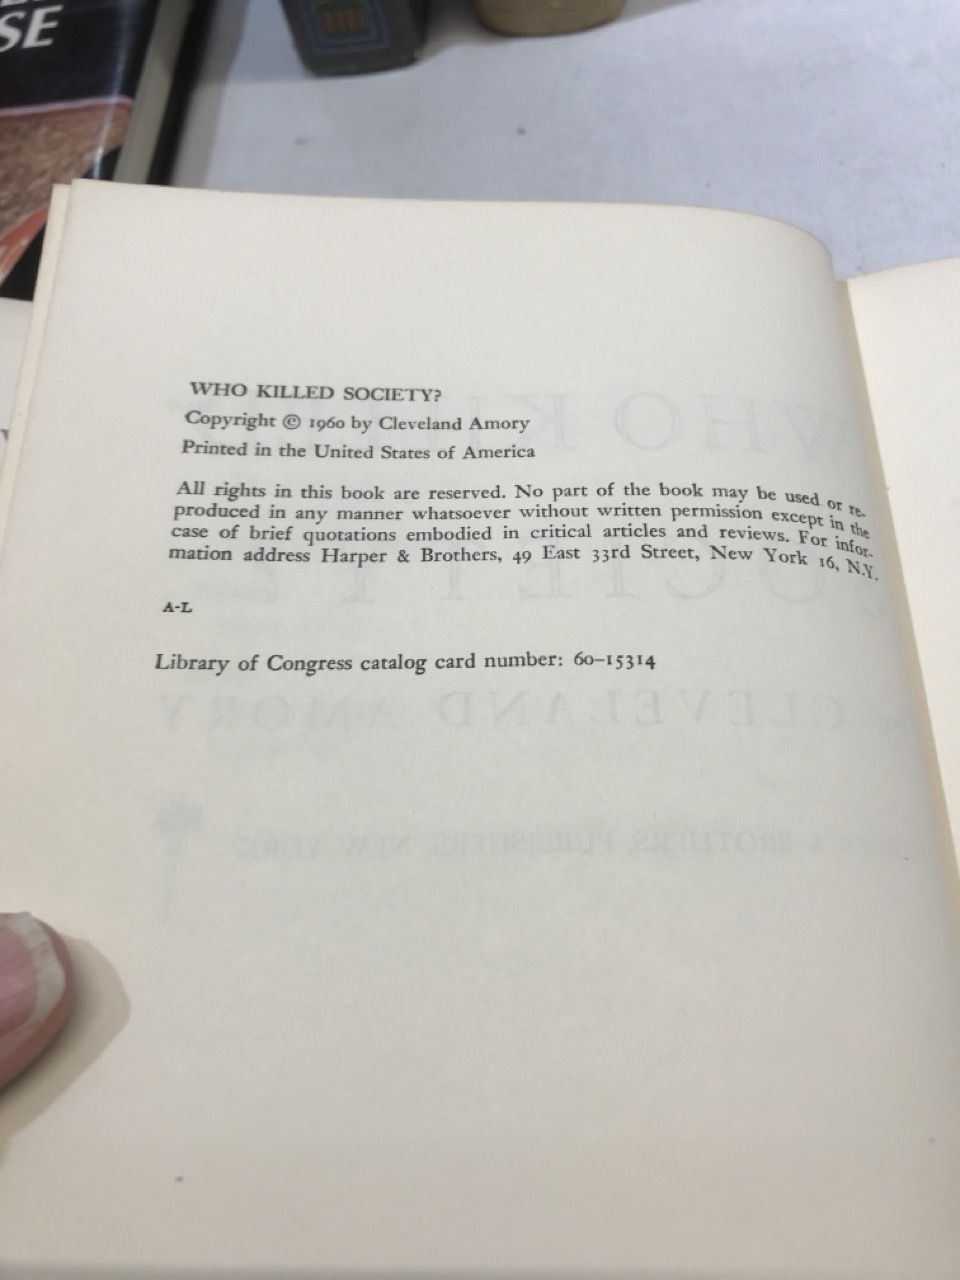 SE
WHO KILLED SOCIETY?
Copyright © 1960 by Cleveland Amory
Printed in the United States of America
All rights in this book are reserved. No part of the book may be used or re-
produced in any manner whatsoever without written permission except in the
case of brief quotations embodied in critical articles and reviews. For infor-
mation address Harper & Brothers, 49 East 33rd Street, New York 16, N.Y.
A-L
Library of Congress catalog card number: 60-15314